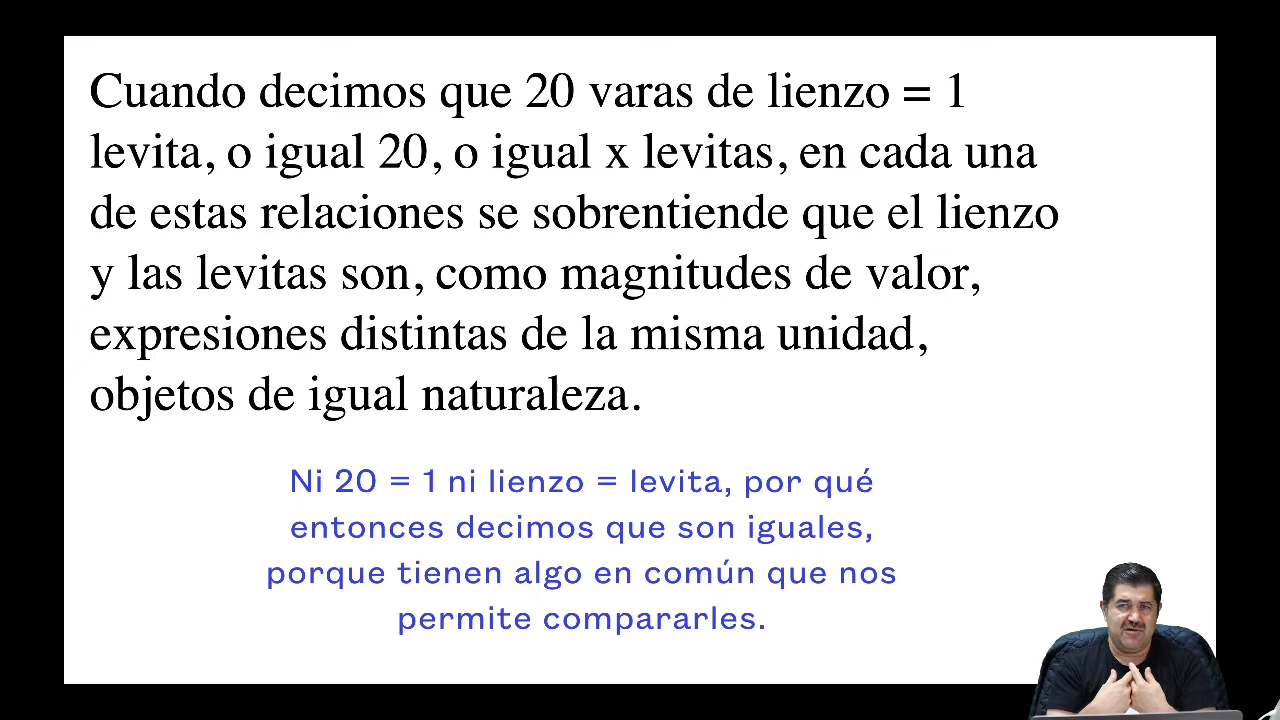 Cuando decimos que 20 varas de lienzo = 1
levita, o igual 20, o igual x levitas, en cada una
de estas relaciones se sobrentiende que el lienzo
y las levitas son, como magnitudes de valor,
expresiones distintas de la misma unidad,
objetos de igual naturaleza.
Ni 20 = 1 ni lienzo = levita, por qué
entonces decimos que son iguales,
porque tienen algo en común que nos
permite compararles.